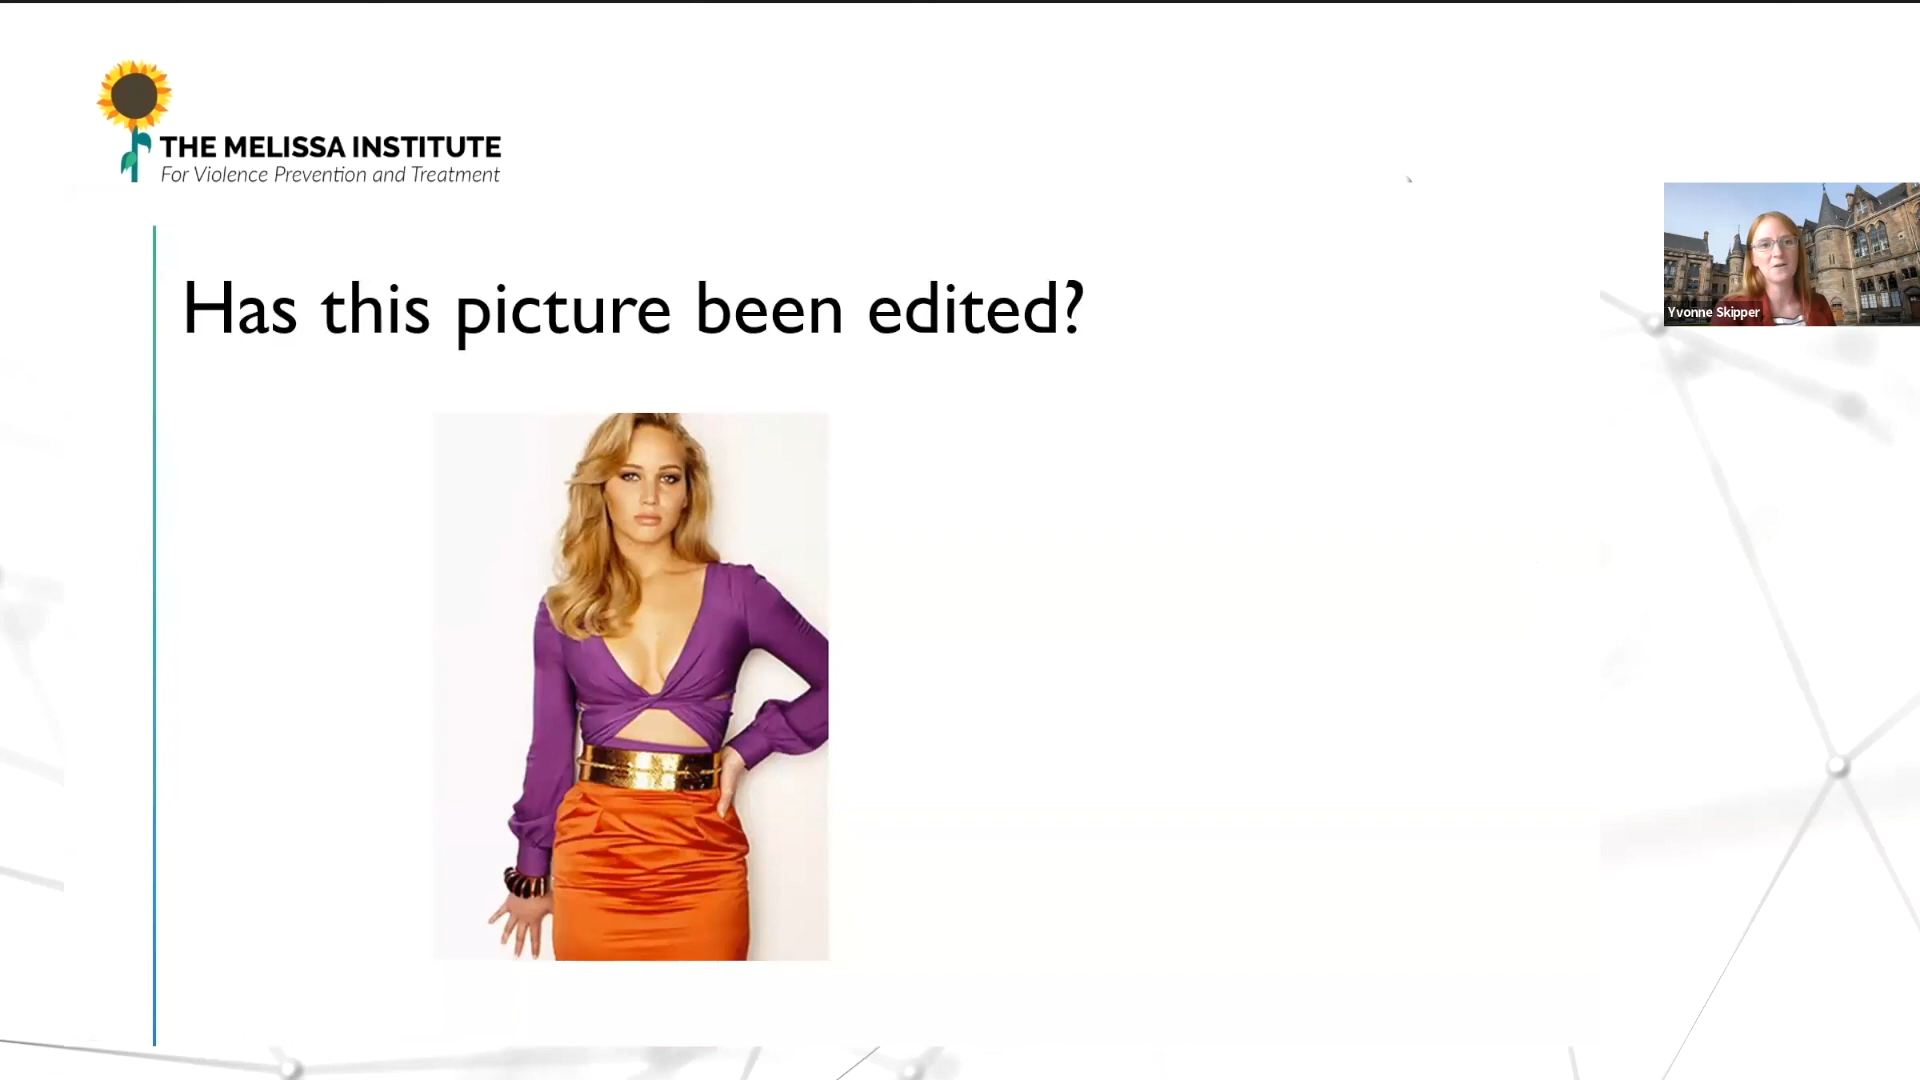 THE MELISSA INSTITUTE
For Violence Prevention and Treatment
Has this picture been edited?
Yvonne Skipper